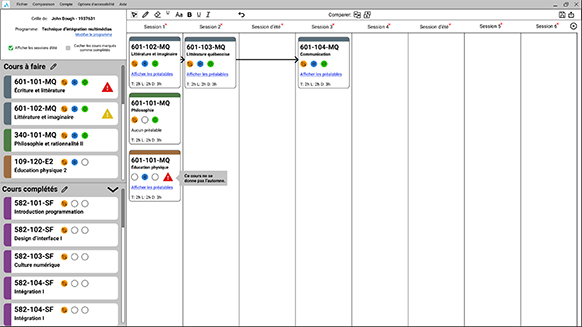 Fichier Comparaison Compte Options d'accessibilité Aide
Grille de: John Dough - 1937631
Programme: Technique d'intégration multimédias
Modifier le programme
Afficher les sessions d'été
Cacher les cours marqués
comme complétés
Aa B I U
Comparer:
Session 1
Session 2
Session d'été
Session 3
Session 4
Session d'été
Session 5
Session 6
Cours à faire
601-101-MQ
Écriture et littérature
601-102-MQ
Littérature et imaginaire
340-101-MQ
Philosophie et rationnalité II
109-120-E2
Éducation physique 2
Cours complétés
582-101-SF
Introduction programmation
582-102-SF
Design d'interface I
582-103-SF
Culture numérique
582-104-SF
Intégration I
582-104-SF
Intégration I
601-102-MQ
Littérature et imaginaire
Afficher les préalables
T: 2h L: 2h D: 3h
601-103-MQ
Littérature québécoise
Afficher les préalables
T: 2h L: 2h D: 3h
601-104-MQ
Communication
Afficher les préalables
T: 2h L: 2h D: 3h
601-101-MQ
Philosophie
Aucun préalable
T: 2h L: 2h D: 3h
601-101-MQ
Éducation physique
Afficher les préalables
T: 2h L: 2h D: 3h
Ce cours ne se
donne pas l'automne.